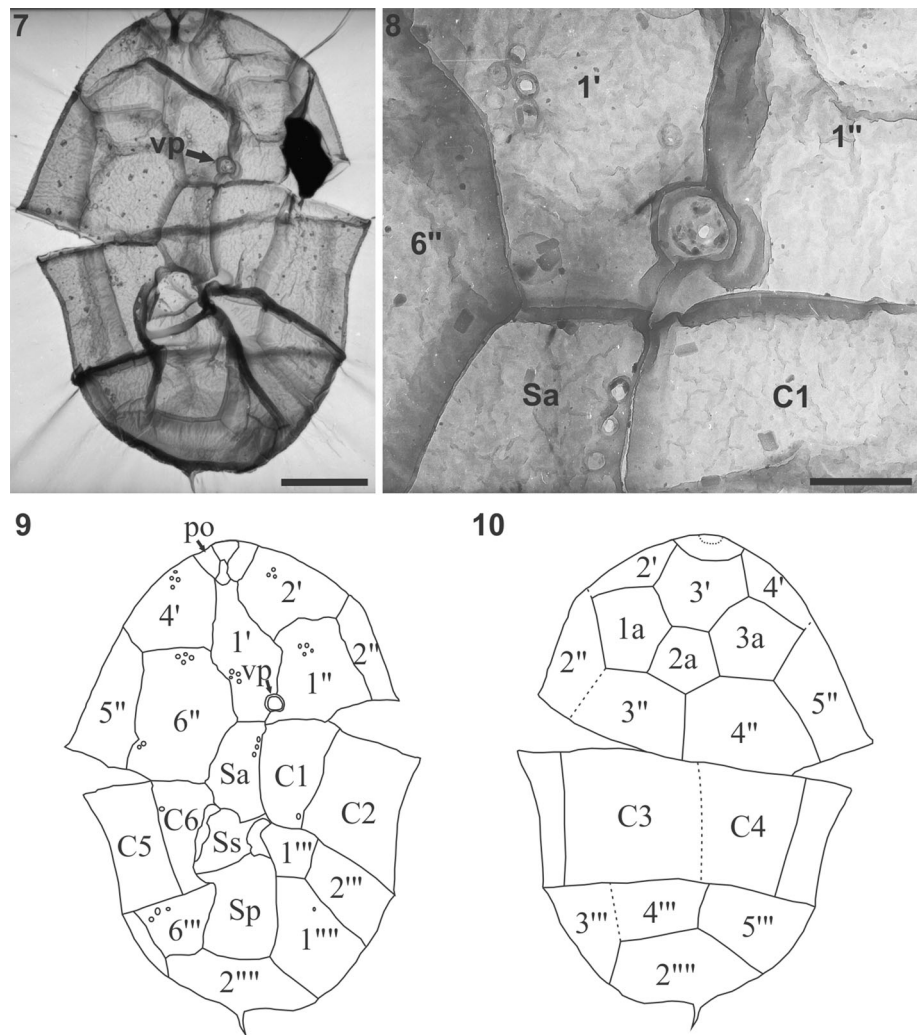 7
vp
8
1'
1"
6"
Sa
C1
9
po
4'
2'
1'
2"
vp
1"
5"
6"
Sa
C1
C2
C5
C6
Ss
1'''
2'''
6'''
Sp
1""
2""
10
2'
3'
4'
1a
3a
2"
2a
3"
4"
5"
C3
C4
3'''
4'''
5'''
2""